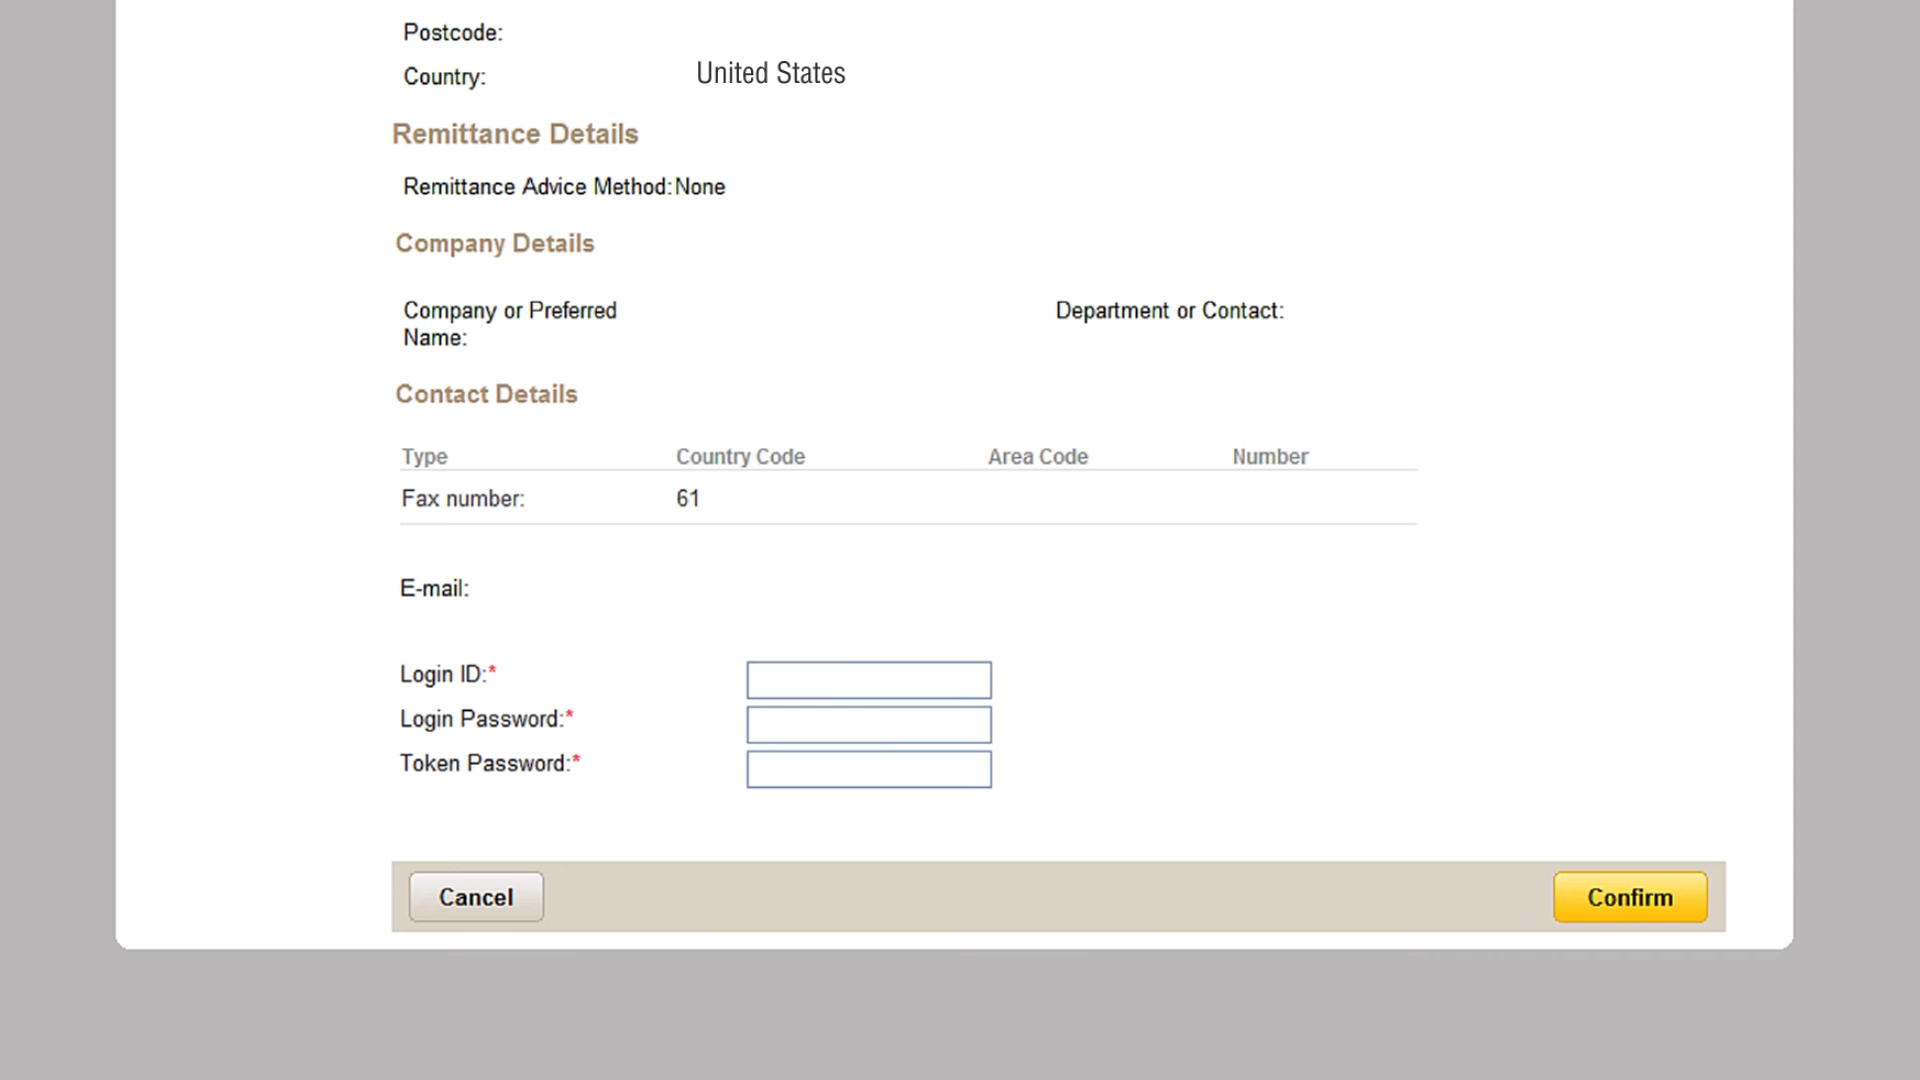 Postcode:
Country: United States
Remittance Details
Remittance Advice Method:None
Company Details
Company or Preferred Name: Department or Contact:
Contact Details
Type Country Code Area Code Number
Fax number: 61
E-mail:
Login ID:*
Login Password:*
Token Password:*
Cancel Confirm